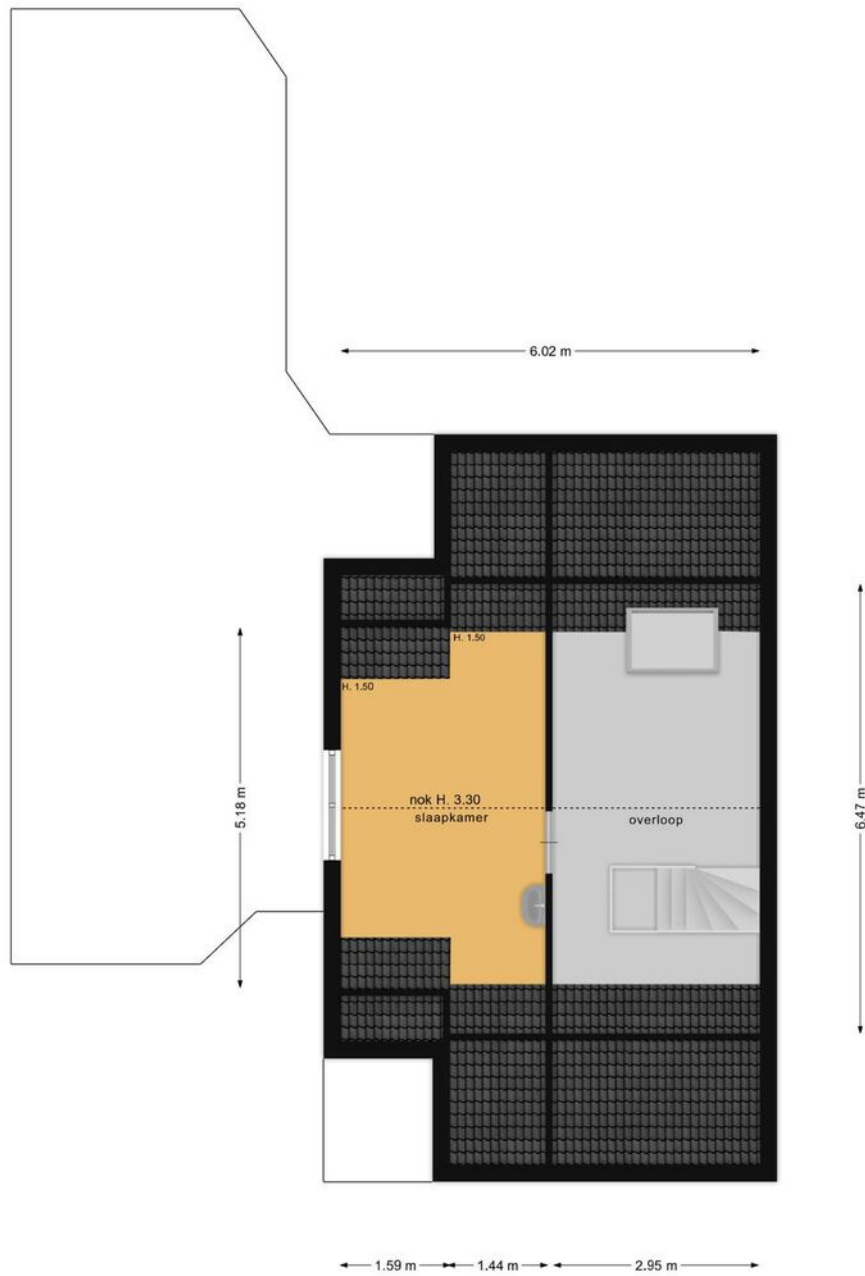 6.02 m
H. 1.50
H. 1.50
5.18 m
6.47 m
nok H. 3.30
slaapkamer
overloop
1.59 m
1.44 m
2.95 m